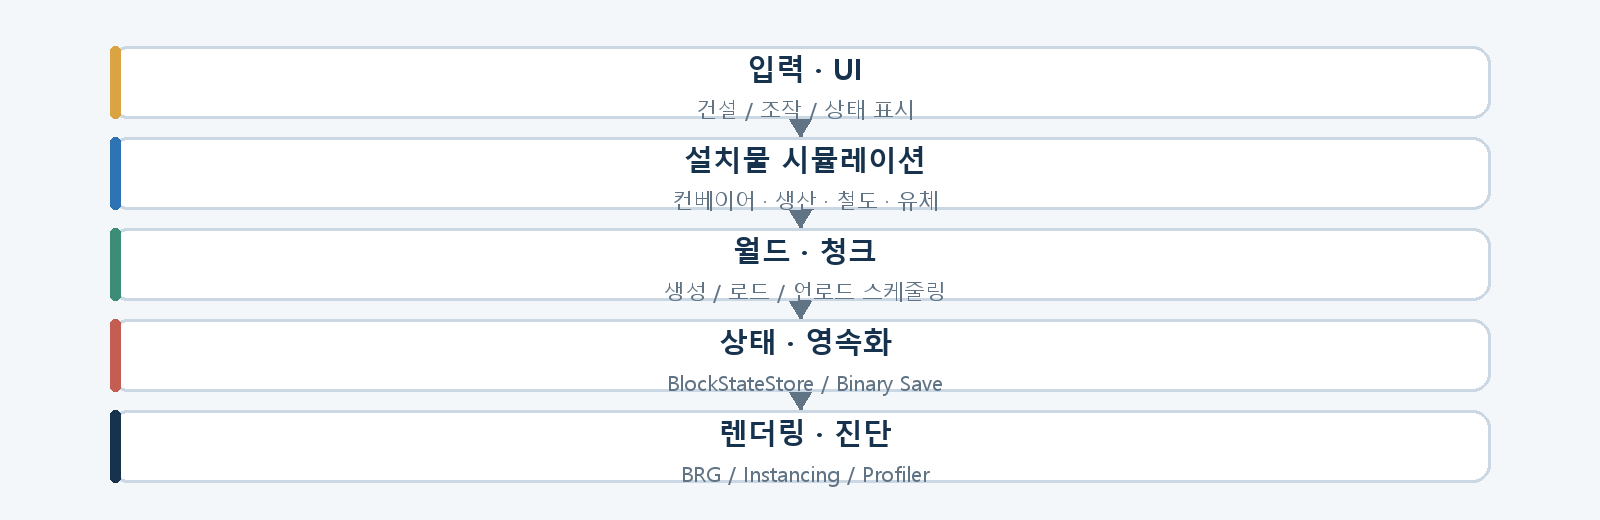 입력 · UI
건설 / 조작 / 상태 표시
설치물 시뮬레이션
컨베이어 · 생산 · 철도 · 유체
월드 · 청크
생성 / 로드 / 언로드 스케줄링
상태 · 영속화
BlockStateStore / Binary Save
렌더링 · 진단
BRG / Instancing / Profiler